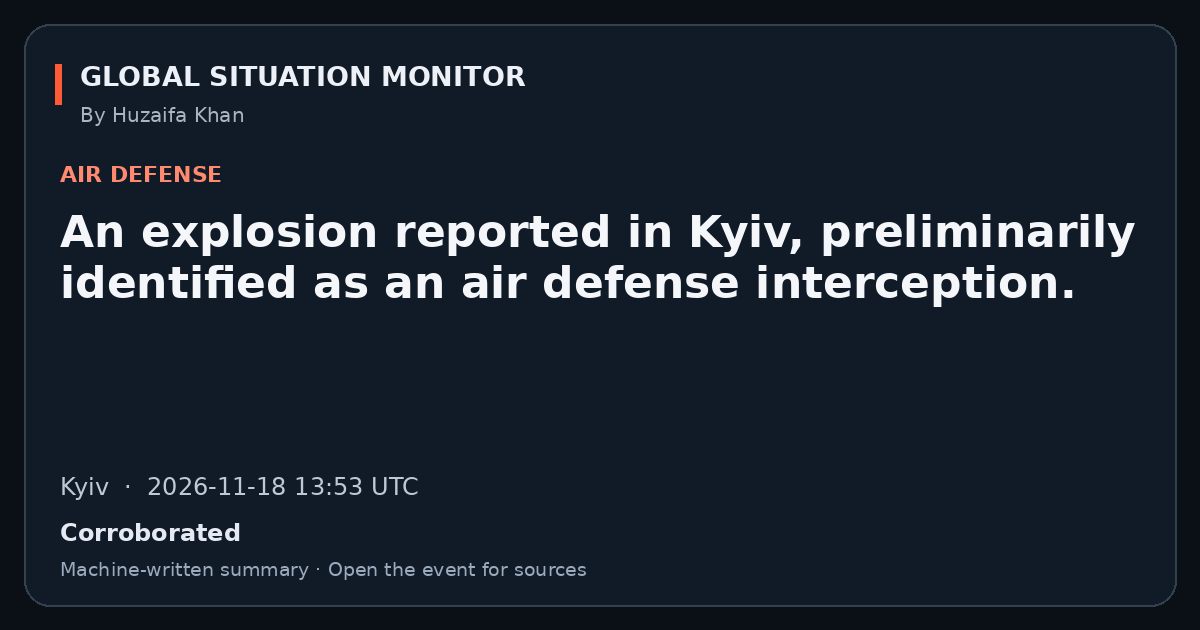 GLOBAL SITUATION MONITOR
By Huzaifa Khan
AIR DEFENSE
An explosion reported in Kyiv, preliminarily
identified as an air defense interception.
Kyiv · 2026-11-18 13:53 UTC
Corroborated
Machine-written summary · Open the event for sources